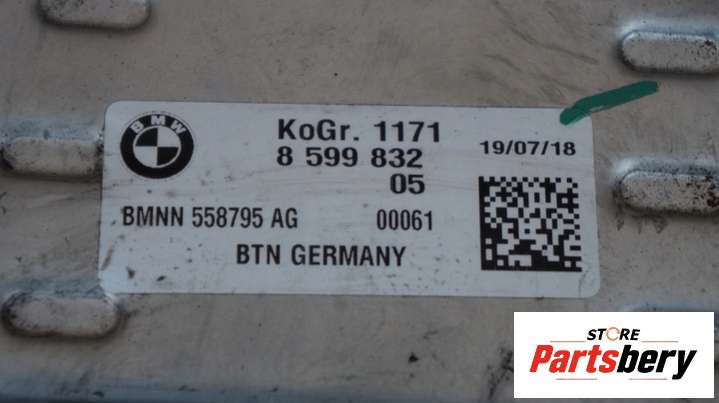 BMW
KoGr. 1171
8 599 832
05
19/07/18
BMNN 558795 AG 00061
BTN GERMANY
STORE
Partsbery